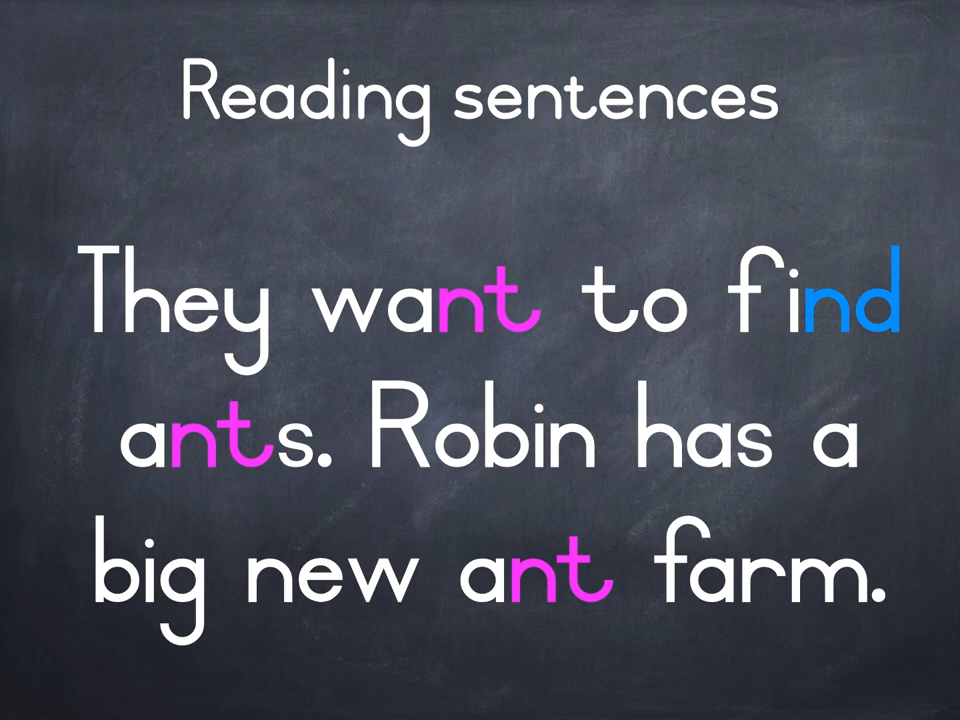 Reading sentences
They want to find
ants. Robin has a
big new ant farm.